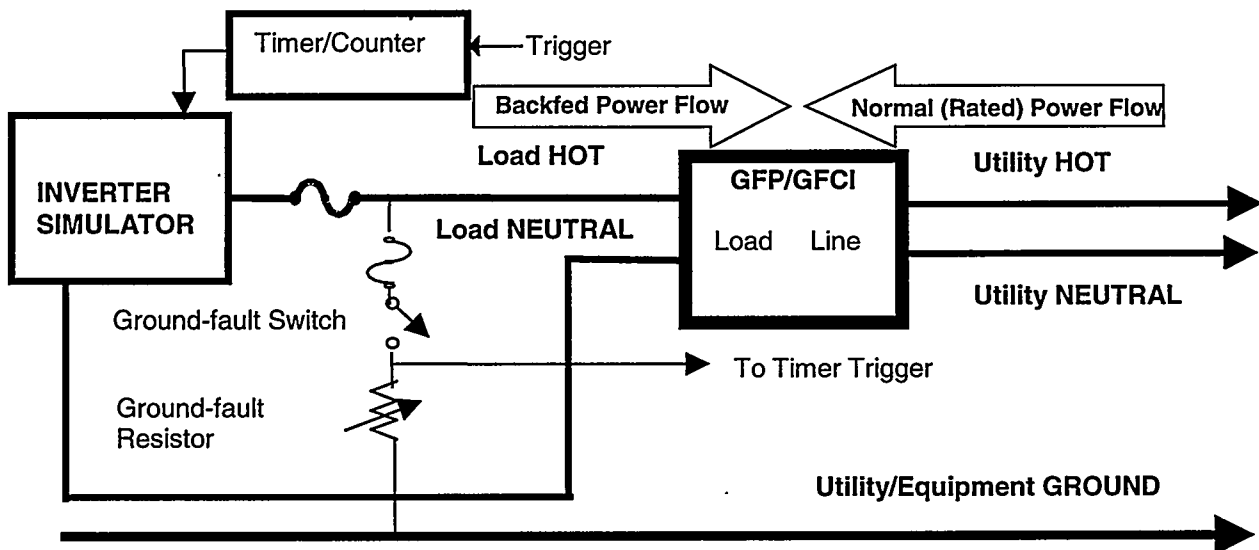 Timer/Counter
Trigger
Backfed Power Flow
Normal (Rated) Power Flow
Load HOT
Utility HOT
GFP/GFCI
INVERTER
SIMULATOR
Load NEUTRAL
Load Line
Utility NEUTRAL
Ground-fault Switch
To Timer Trigger
Ground-fault
Resistor
Utility/Equipment GROUND